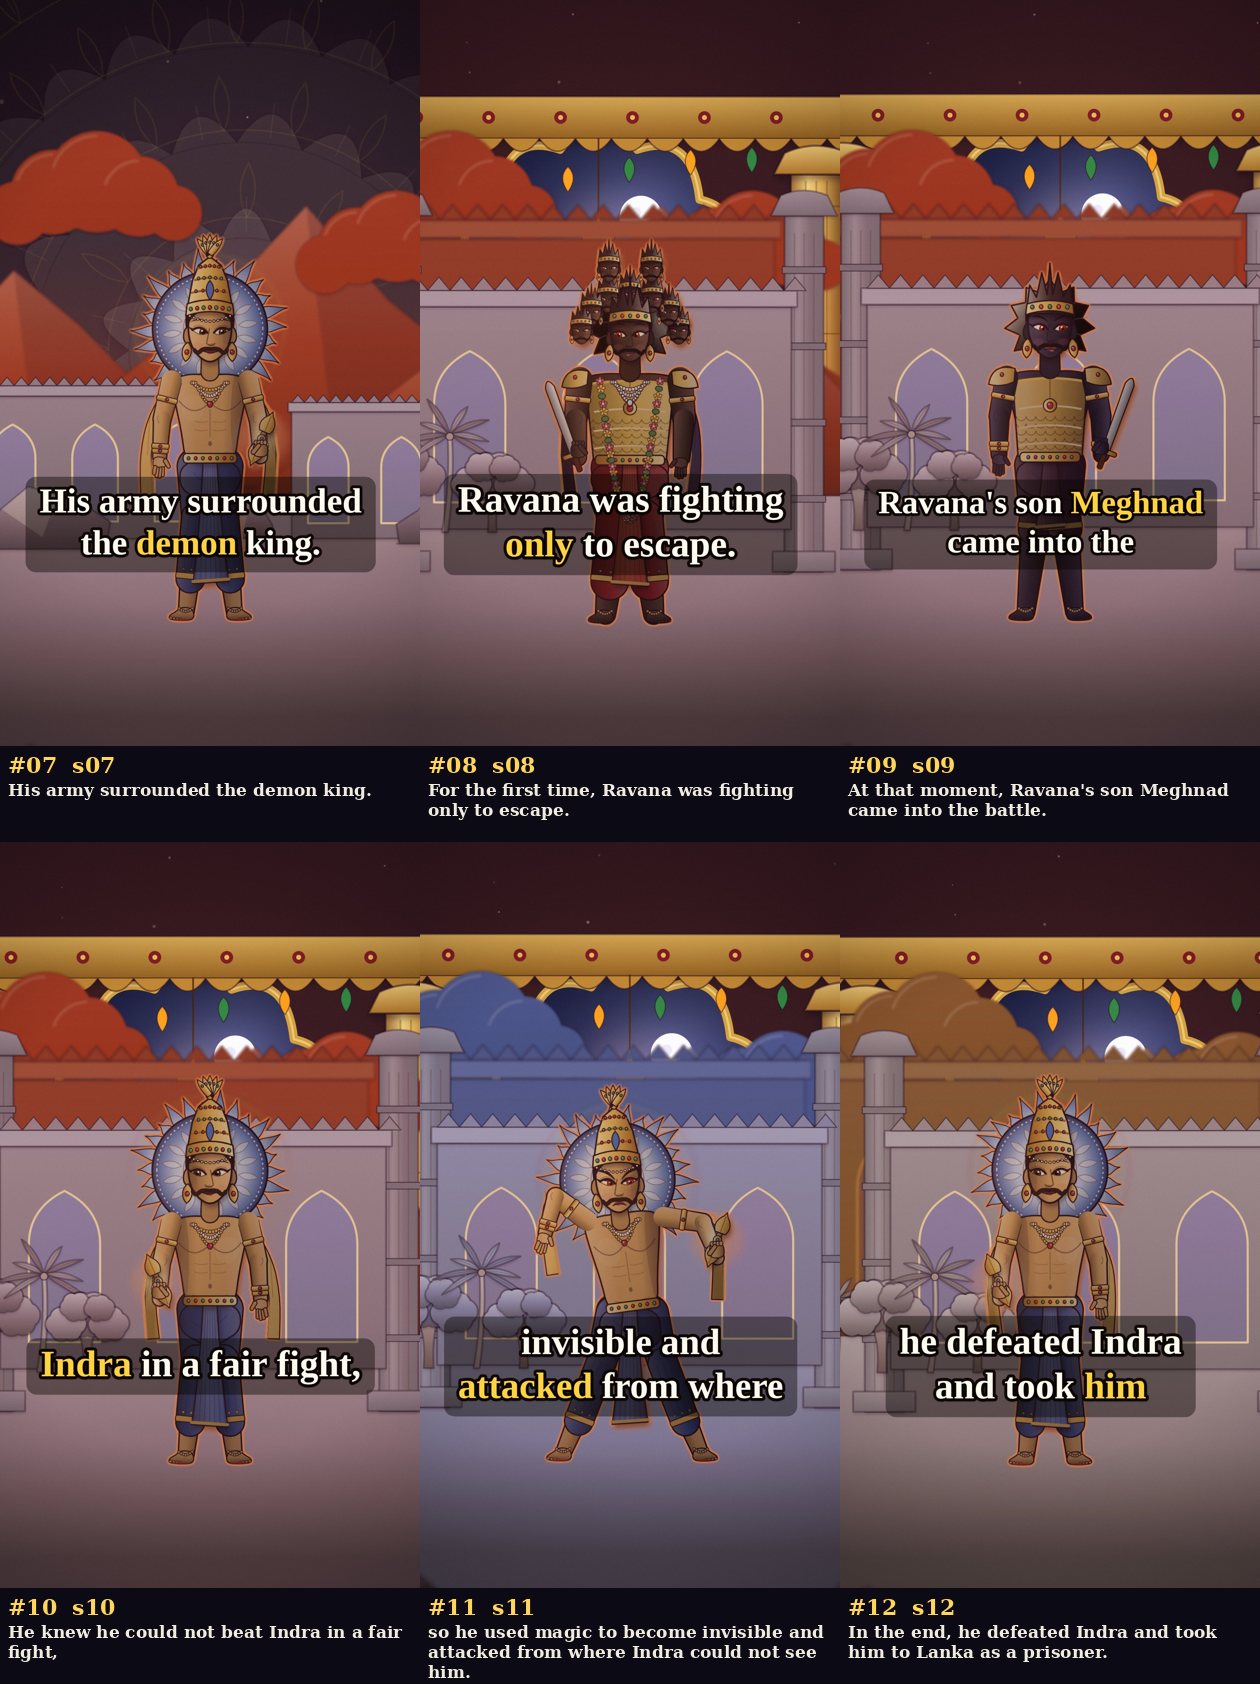 His army surrounded
the demon king.
#07 s07
His army surrounded the demon king.
Ravana was fighting
only to escape.
#08 s08
For the first time, Ravana was fighting
only to escape.
Ravana's son Meghnad
came into the
#09 s09
At that moment, Ravana's son Meghnad
came into the battle.
Indra in a fair fight,
#10 s10
He knew he could not beat Indra in a fair
fight,
invisible and
attacked from where
#11 s11
so he used magic to become invisible and
attacked from where Indra could not see
him.
he defeated Indra
and took him
#12 s12
In the end, he defeated Indra and took
him to Lanka as a prisoner.